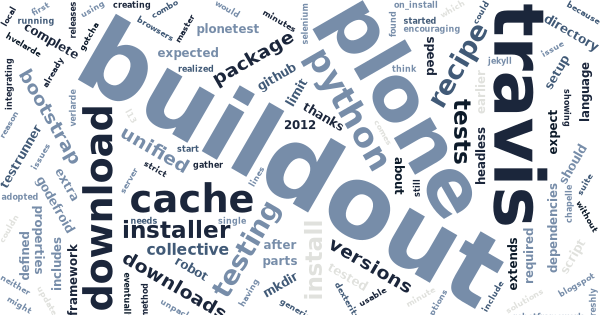 local
first
running
complete
hvelarde
gotcha
already
releases
using
creating
browsers
combo
master
would
minutes
plonetest
expected
realized
package
github
limit
selenium
on_install
found
started
encouraging
which
could
because
directory
issue
jekyll
recipe
speed
think
plone
buildout
python
travis
setup
language
showing
integrating
bootstrap
verlarde
reason
testrunner
issues
extra
download
unified
start
strict
gather
server
lines
thanks
2012
comes
about
still
tests
headless
earlier
expect
should
suite
chapelle
without
dependencies
adopted
godefroid
properties
defined
includes
framework
cache
needs
single
installer
collective
robot
downloads
eventually
method
testing
having
after
parts
mkdir
install
tested
versions
usable
minute
include
extends
required
script
solutions
blogspot
neither
might
update